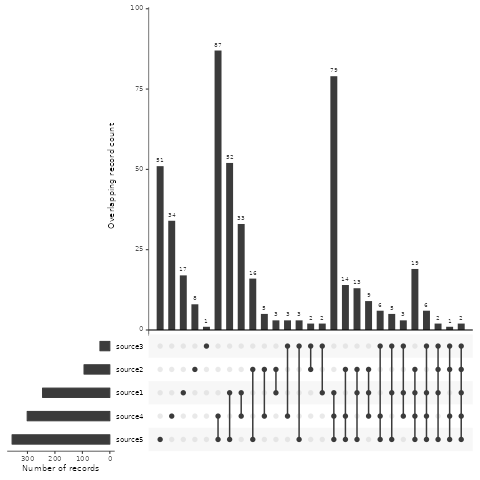 100
87
79
75
Overlapping record count
51 34 17 8 1 52 33 16 5 3 3 3 2 2 14 13 9 6 5 3 19 6 2 1 2
50
25
0
source3
source2
source1
source4
source5
300 200 100 0
Number of records